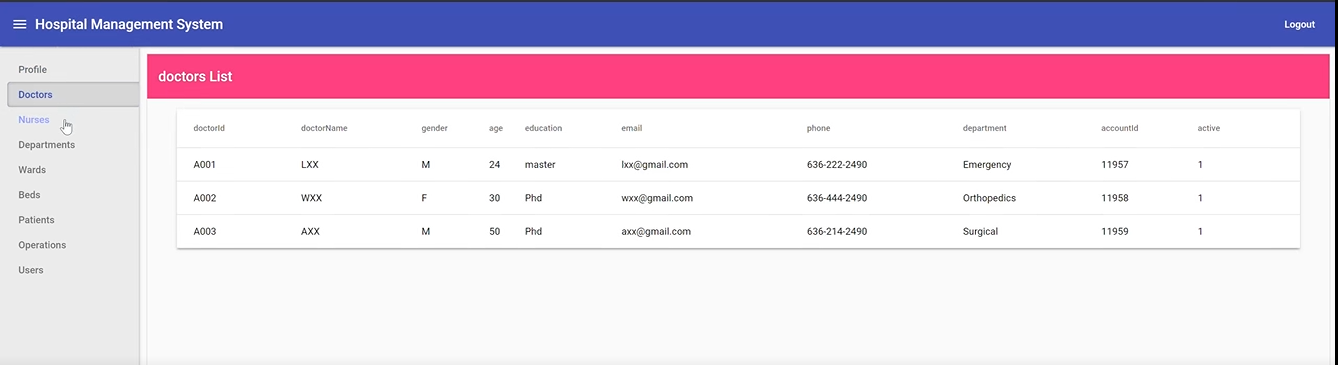 Hospital Management System Logout
Profile
Doctors
Nurses
Departments
Wards
Beds
Patients
Operations
Users
doctors List
doctorId doctorName gender age education email phone department accountId active
A001 LXX M 24 master lxx@gmail.com 636-222-2490 Emergency 11957 1
A002 WXX F 30 Phd wxx@gmail.com 636-444-2490 Orthopedics 11958 1
A003 AXX M 50 Phd axx@gmail.com 636-214-2490 Surgical 11959 1